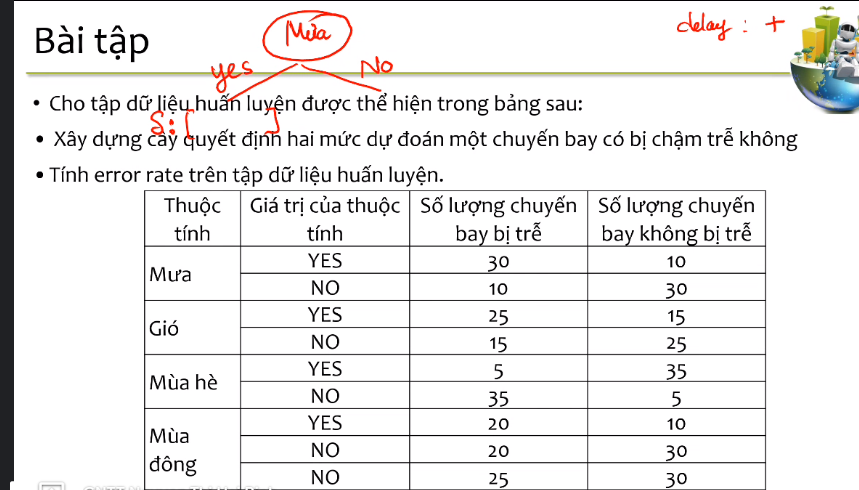 Bài tập
Mưa
delay : +
yes
No
• Cho tập dữ liệu huấn luyện được thể hiện trong bảng sau:
S: [ ]
• Xây dựng cây quyết định hai mức dự đoán một chuyến bay có bị chậm trễ không
• Tính error rate trên tập dữ liệu huấn luyện.
Thuộc tính Giá trị của thuộc tính Số lượng chuyến bay bị trễ Số lượng chuyến bay không bị trễ
Mưa YES 30 10
NO 10 30
Gió YES 25 15
NO 15 25
Mùa hè YES 5 35
NO 35 5
Mùa đông YES 20 10
NO 20 30
NO 25 30